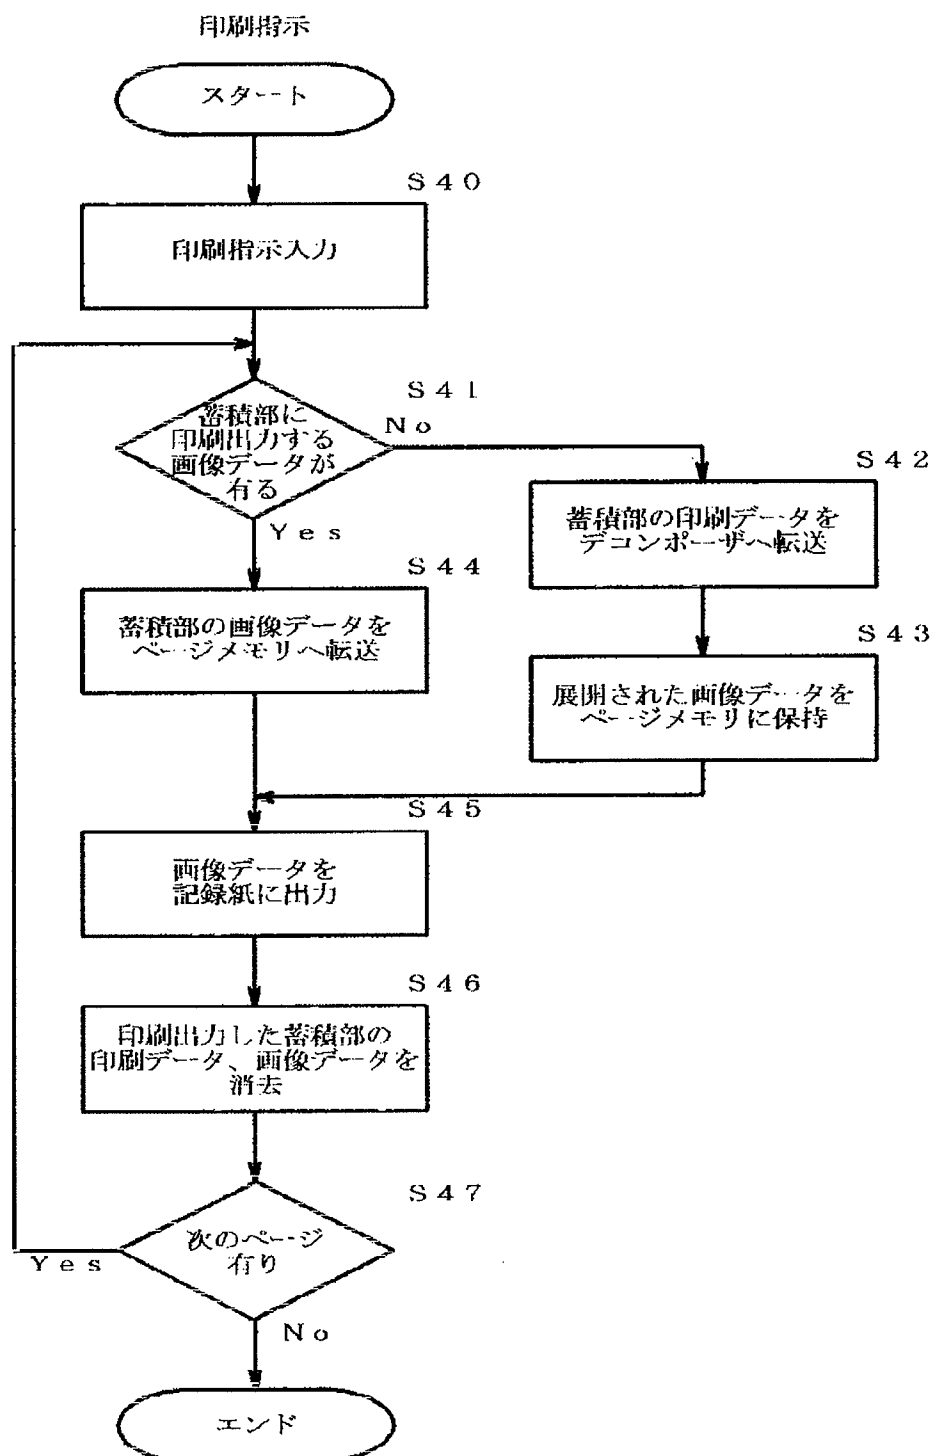 印刷指示
スタート
S40
印刷指示入力
S41
蓄積部に
印刷出力する
画像データが
有る
No
Yes
S42
蓄積部の印刷データを
デコンポーザへ転送
S43
展開された画像データを
ページメモリに保持
S44
蓄積部の画像データを
ページメモリへ転送
S45
画像データを
記録紙に出力
S46
印刷出力した蓄積部の
印刷データ、画像データを
消去
S47
次のページ
有り
Yes
No
エンド